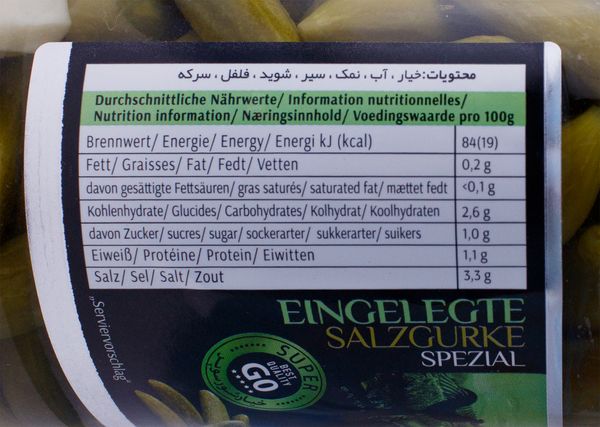 محتویات:خیار ، آب ، نمک ، سیر ، شوید ، فلفل ، سرکه
Durchschnittliche Nährwerte/ Information nutritionnelles/
Nutrition information/ Næringsinnhold/ Voedingswaarde pro 100g
Brennwert/ Energie/ Energy/ Energi kJ (kcal) 84(19)
Fett/ Graisses/ Fat/ Fedt/ Vetten 0,2 g
davon gesättigte Fettsäuren/ gras saturés/ saturated fat/ mættet fedt <0,1 g
Kohlenhydrate/ Glucides/ Carbohydrates/ Kolhydrat/ Koolhydraten 2,6 g
davon Zucker/ sucres/ sugar/ sockerarter/ sukkerarter/ suikers 1,0 g
Eiweiß/ Protéine/ Protein/ Eiwitten 1,1 g
Salz/ Sel/ Salt/ Zout 3,3 g
„Serviervorschlag"
EINGELEGTE
SALZGURKE
SPEZIAL
SUPER
BEST
QUALITY
GO
خیارشور سوپر